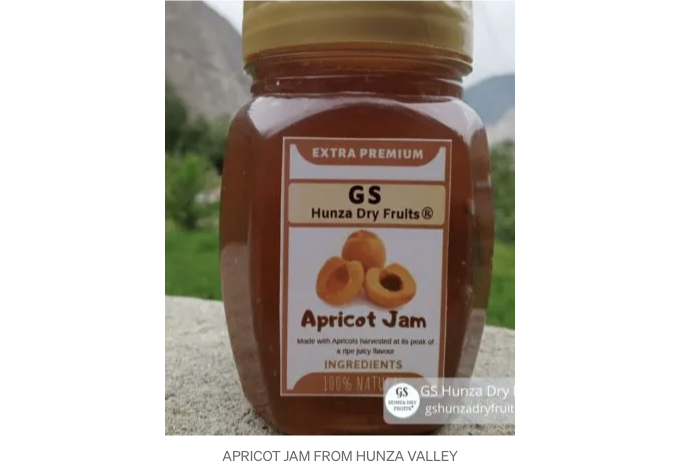 EXTRA PREMIUM
GS
Hunza Dry Fruits®
Apricot Jam
Made with Apricots harvested at its peak of
a ripe juicy flavour
INGREDIENTS
100% NATU
GS
HUNZA DRY
FRUITS
GS Hunza Dry
gshunzadryfruit
APRICOT JAM FROM HUNZA VALLEY